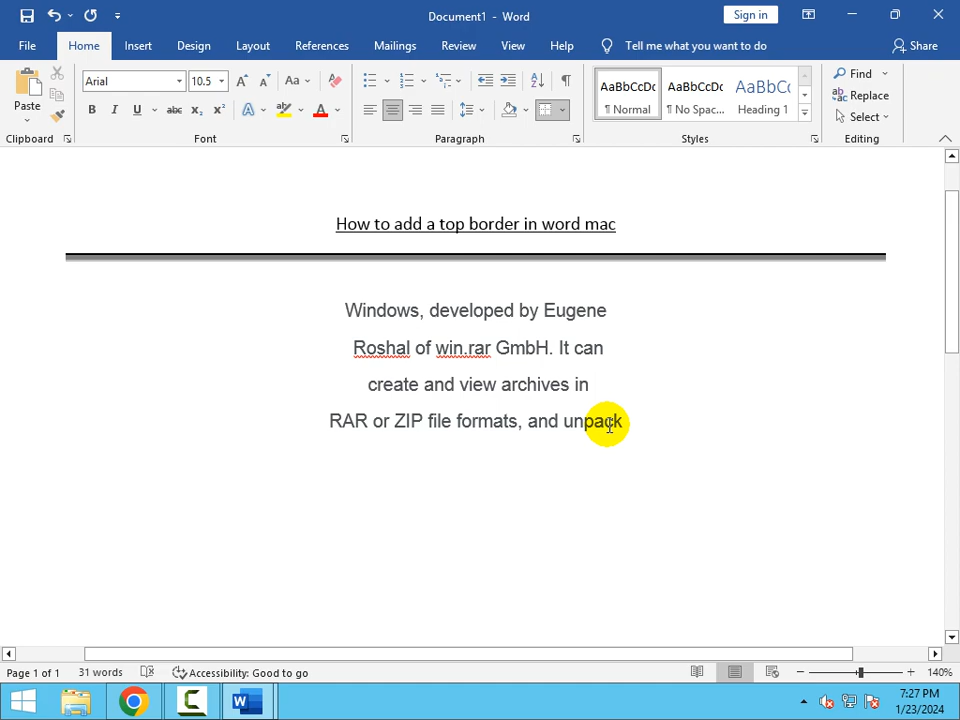 Document1 - Word
Sign in
File Home Insert Design Layout References Mailings Review View Help Tell me what you want to do Share
Paste
Arial 10.5 Aa
Find
Replace
Select
B I U abc x₂ x² A A
AaBbCcDc AaBbCcDc AaBbCc
¶ Normal ¶ No Spac... Heading 1
Clipboard Font Paragraph Styles Editing
How to add a top border in word mac
Windows, developed by Eugene
Roshal of win.rar GmbH. It can
create and view archives in
RAR or ZIP file formats, and unpack
Page 1 of 1 31 words Accessibility: Good to go 140%
7:27 PM
1/23/2024